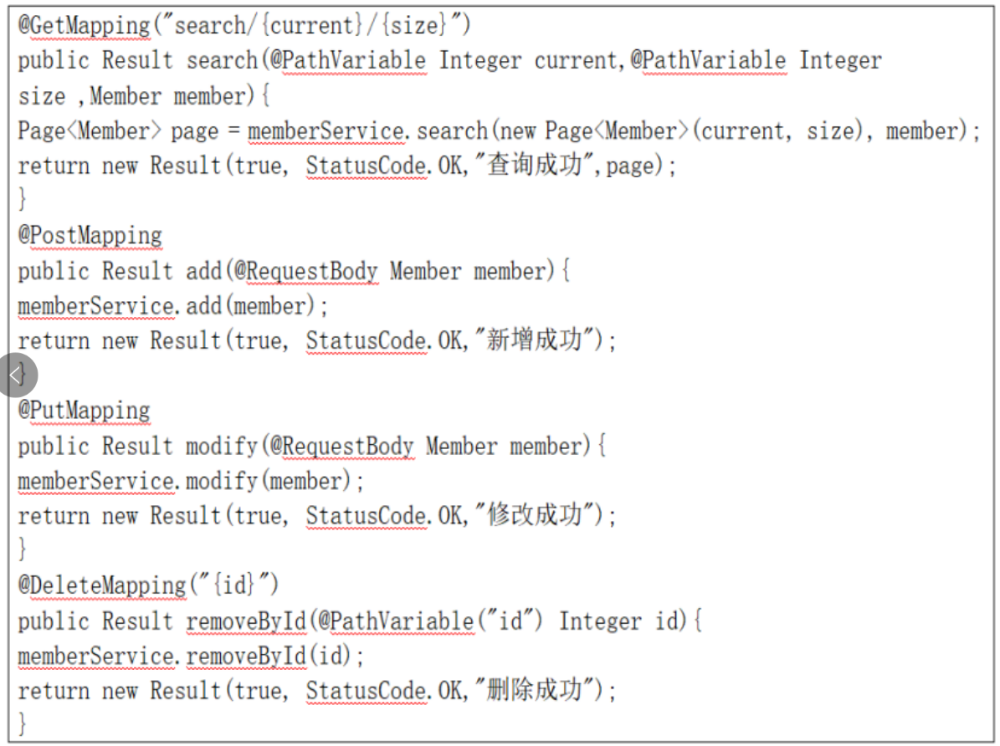 @GetMapping("search/{current}/{size}")
public Result search(@PathVariable Integer current,@PathVariable Integer
size ,Member member){
Page<Member> page = memberService.search(new Page<Member>(current, size), member);
return new Result(true, StatusCode.OK,"查询成功",page);
}
@PostMapping
public Result add(@RequestBody Member member){
memberService.add(member);
return new Result(true, StatusCode.OK,"新增成功");
}
@PutMapping
public Result modify(@RequestBody Member member){
memberService.modify(member);
return new Result(true, StatusCode.OK,"修改成功");
}
@DeleteMapping("{id}")
public Result removeById(@PathVariable("id") Integer id){
memberService.removeById(id);
return new Result(true, StatusCode.OK,"删除成功");
}